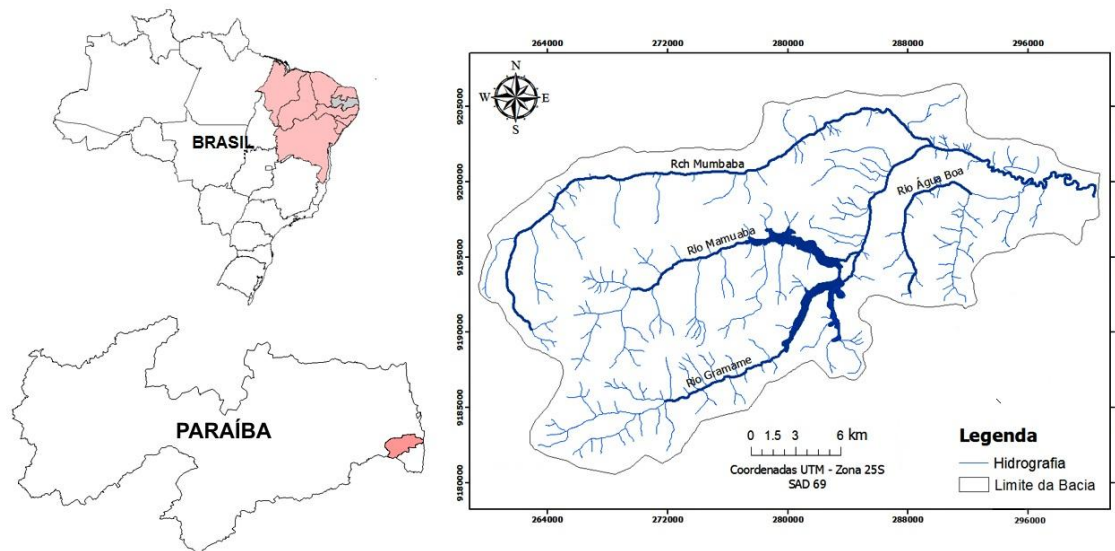 BRASIL
PARAÍBA
264000 272000 280000 288000 296000
N
W E
S
9205000
9200000
9195000
9190000
9185000
9180000
Rch Mumbaba
Rio Água Boa
Rio Mamuaba
Rio Gramame
0 1.5 3 6 km
Coordenadas UTM - Zona 25S
SAD 69
Legenda
Hidrografia
Limite da Bacia
264000 272000 280000 288000 296000